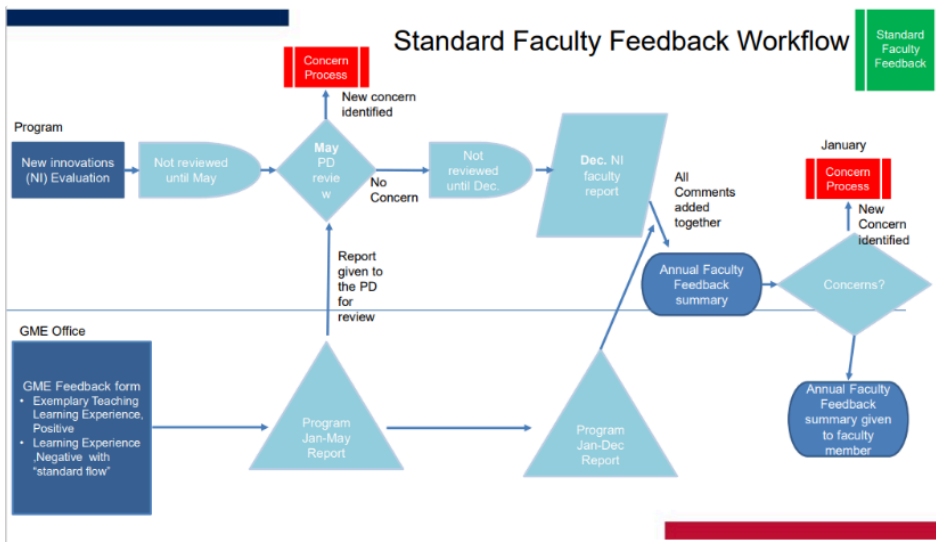 Standard Faculty Feedback Workflow
Standard
Faculty
Feedback
Concern
Process
New concern
identified
Program
New innovations
(NI) Evaluation
Not reviewed
until May
May
PD
revie
w
No
Concern
Not
reviewed
until Dec.
Dec. NI
faculty
report
All
Comments
added
together
January
Concern
Process
New
Concern
identified
Annual Faculty
Feedback
summary
Concerns?
Report
given to
the PD
for
review
GME Office
GME Feedback form
• Exemplary Teaching
Learning Experience,
Positive
• Learning Experience
,Negative with
“standard flow”
Program
Jan-May
Report
Program
Jan-Dec
Report
Annual Faculty
Feedback
summary given
to faculty
member